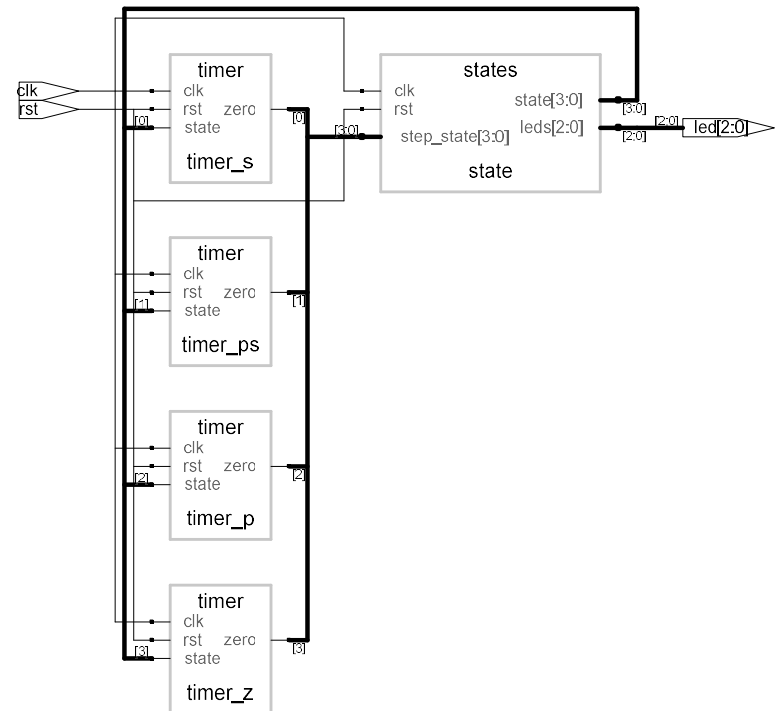 timer
clk
rst zero
state
timer_s
clk
rst
[0]
[0]
states
clk
rst
state[3:0]
step_state[3:0]
leds[2:0]
state
[3:0]
[3:0]
[2:0]
[2:0]
led[2:0]
timer
clk
rst zero
state
timer_ps
[1]
[1]
timer
clk
rst zero
state
timer_p
[2]
[2]
timer
clk
rst zero
state
timer_z
[3]
[3]